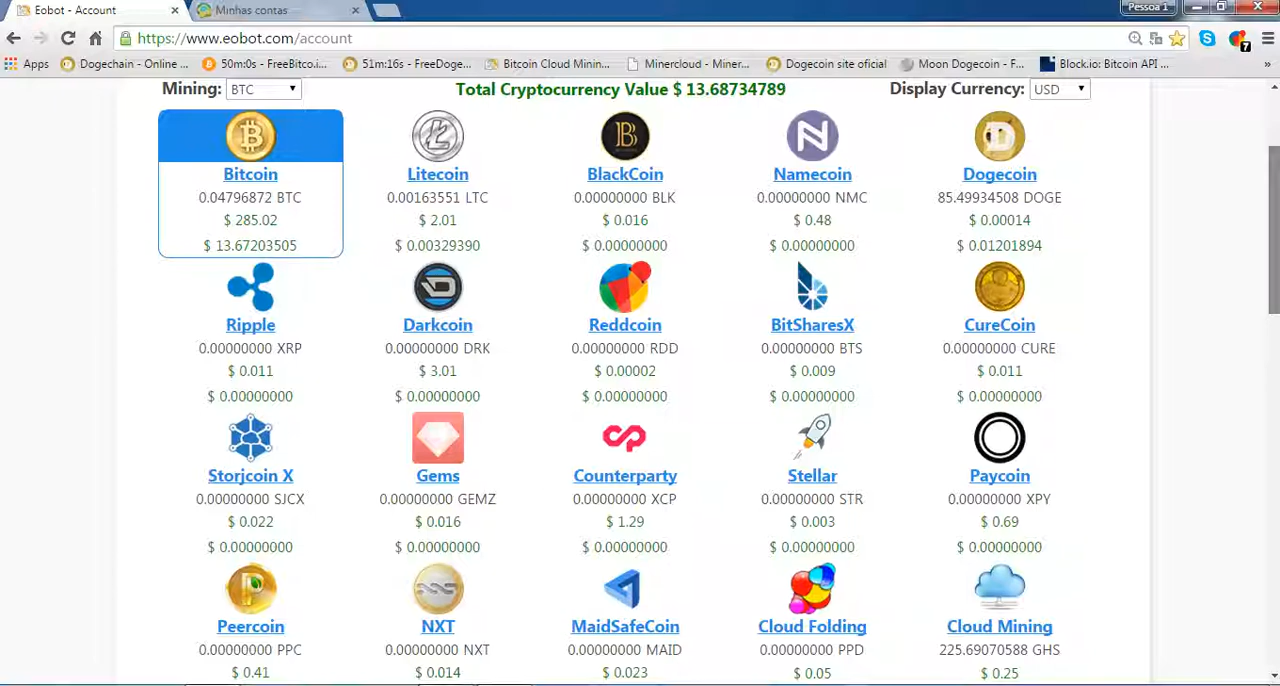 Eobot - Account
Minhas contas
Pessoa 1
https://www.eobot.com/account
7
Apps
Dogechain - Online ...
50m:0s - FreeBitco.i...
51m:16s - FreeDoge...
Bitcoin Cloud Minin...
Minercloud - Miner...
Dogecoin site oficial
Moon Dogecoin - F...
Block.io: Bitcoin API ...
»
Mining: BTC
Total Cryptocurrency Value $ 13.68734789
Display Currency: USD
Bitcoin Litecoin BlackCoin Namecoin Dogecoin
0.04796872 BTC 0.00163551 LTC 0.00000000 BLK 0.00000000 NMC 85.49934508 DOGE
$ 285.02 $ 2.01 $ 0.016 $ 0.48 $ 0.00014
$ 13.67203505 $ 0.00329390 $ 0.00000000 $ 0.00000000 $ 0.01201894
Ripple Darkcoin Reddcoin BitSharesX CureCoin
0.00000000 XRP 0.00000000 DRK 0.00000000 RDD 0.00000000 BTS 0.00000000 CURE
$ 0.011 $ 3.01 $ 0.00002 $ 0.009 $ 0.011
$ 0.00000000 $ 0.00000000 $ 0.00000000 $ 0.00000000 $ 0.00000000
Storjcoin X Gems Counterparty Stellar Paycoin
0.00000000 SJCX 0.00000000 GEMZ 0.00000000 XCP 0.00000000 STR 0.00000000 XPY
$ 0.022 $ 0.016 $ 1.29 $ 0.003 $ 0.69
$ 0.00000000 $ 0.00000000 $ 0.00000000 $ 0.00000000 $ 0.00000000
Peercoin NXT MaidSafeCoin Cloud Folding Cloud Mining
0.00000000 PPC 0.00000000 NXT 0.00000000 MAID 0.00000000 PPD 225.69070588 GHS
$ 0.41 $ 0.014 $ 0.023 $ 0.05 $ 0.25